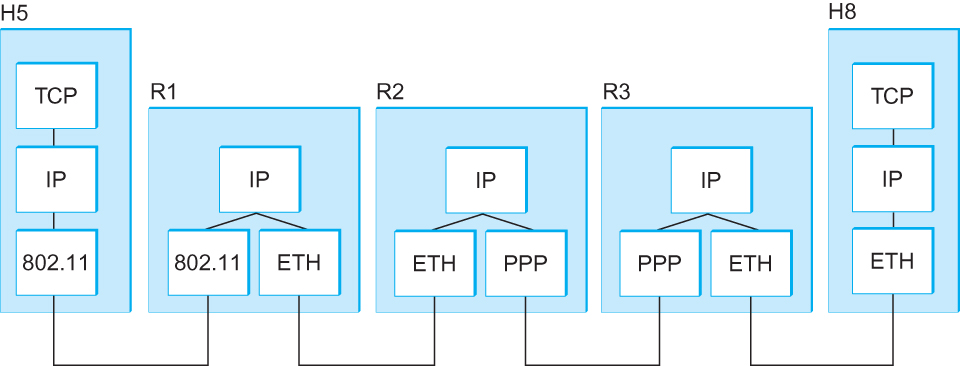 H5
H8
R1
R2
R3
TCP
TCP
IP
IP
IP
IP
IP
802.11
802.11
ETH
ETH
PPP
PPP
ETH
ETH